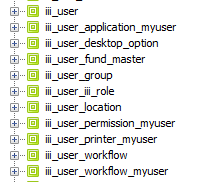 iii_user
iii_user_application_myuser
iii_user_desktop_option
iii_user_fund_master
iii_user_group
iii_user_iii_role
iii_user_location
iii_user_permission_myuser
iii_user_printer_myuser
iii_user_workflow
iii_user_workflow_myuser